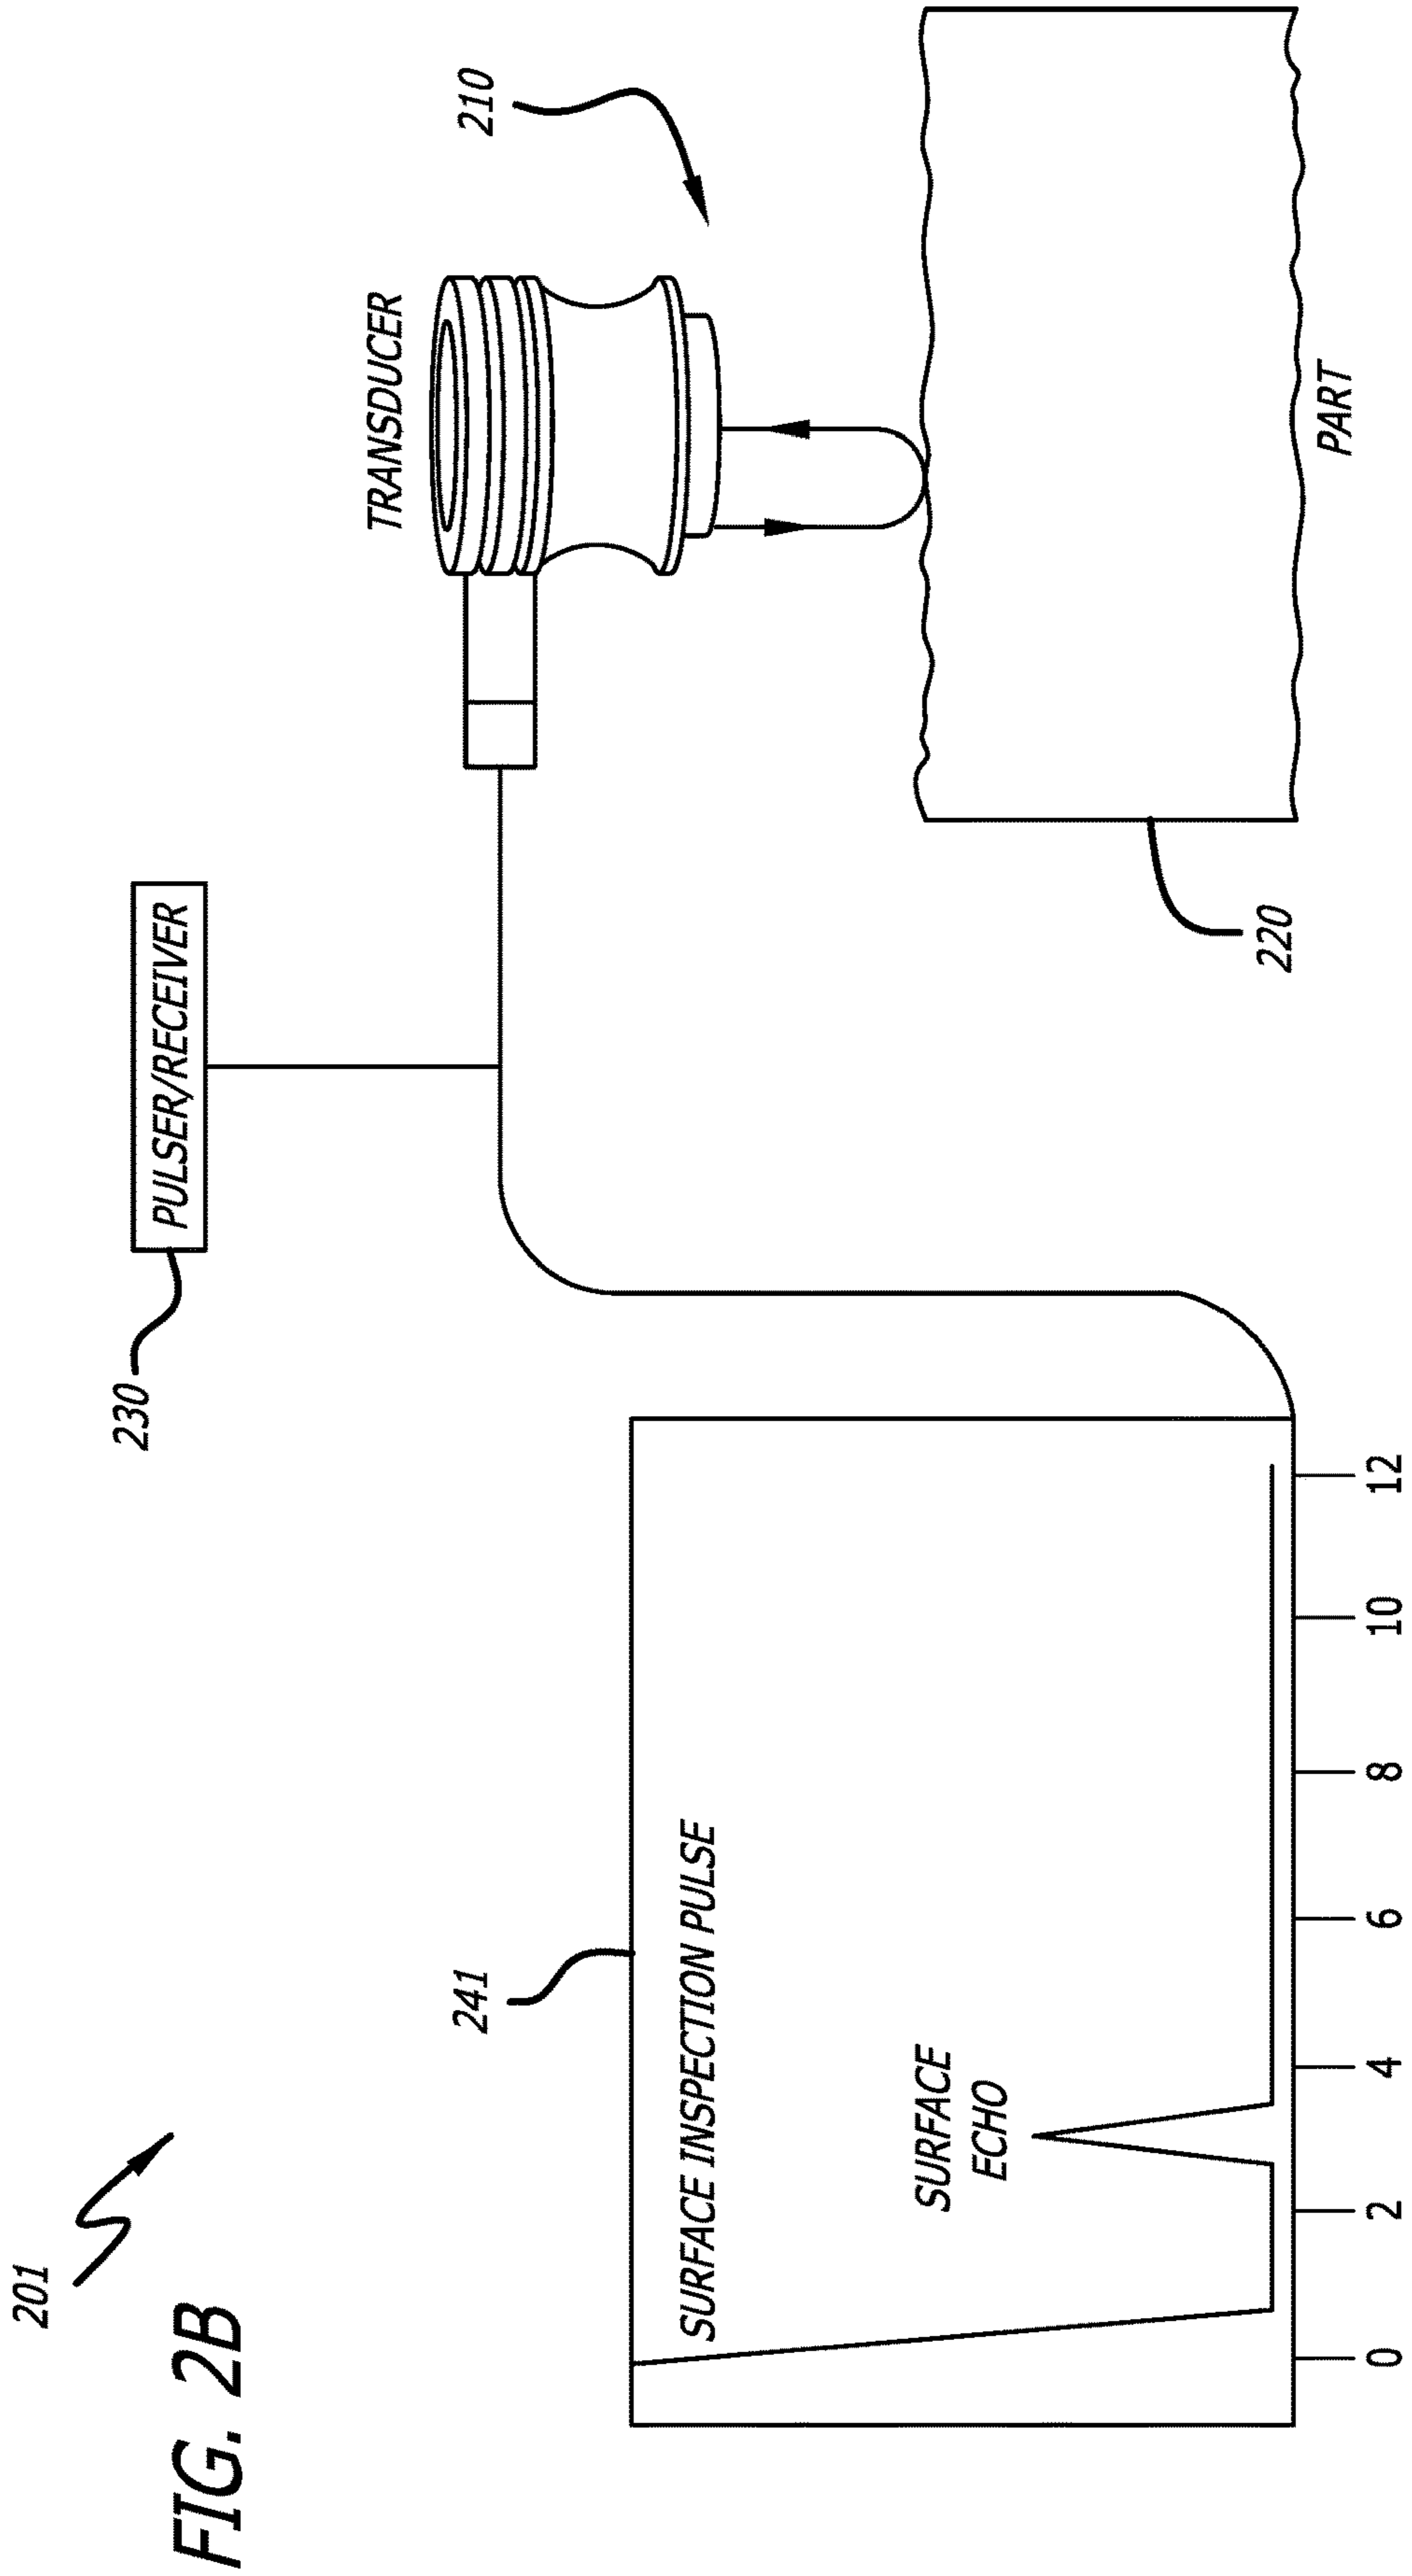 FIG. 2B
201
230
PULSER/RECEIVER
TRANSDUCER
210
241
SURFACE INSPECTION PULSE
SURFACE
ECHO
0 2 4 6 8 10 12
220
PART